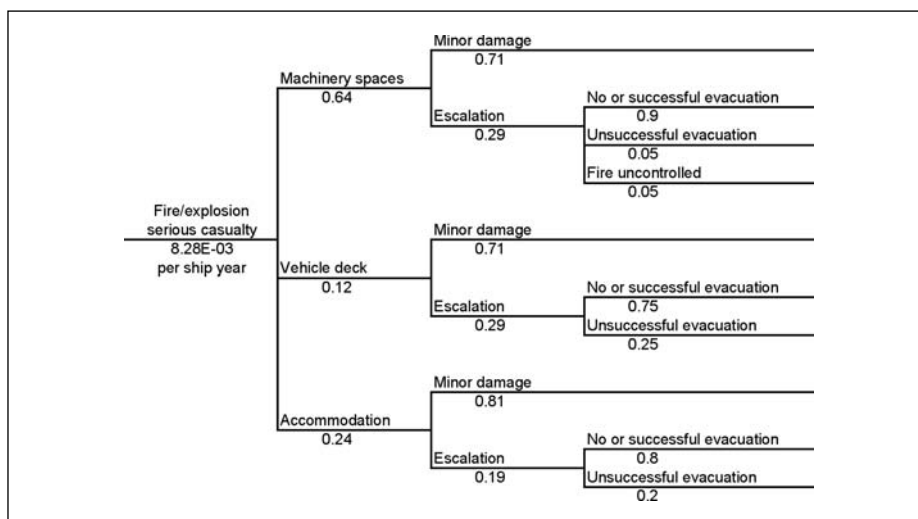 Minor damage
0.71
Machinery spaces
0.64
No or successful evacuation
0.9
Escalation
0.29
Unsuccessful evacuation
0.05
Fire uncontrolled
0.05
Fire/explosion
serious casualty
8.28E-03
per ship year
Minor damage
0.71
Vehicle deck
0.12
No or successful evacuation
0.75
Escalation
0.29
Unsuccessful evacuation
0.25
Minor damage
0.81
Accommodation
0.24
No or successful evacuation
0.8
Escalation
0.19
Unsuccessful evacuation
0.2